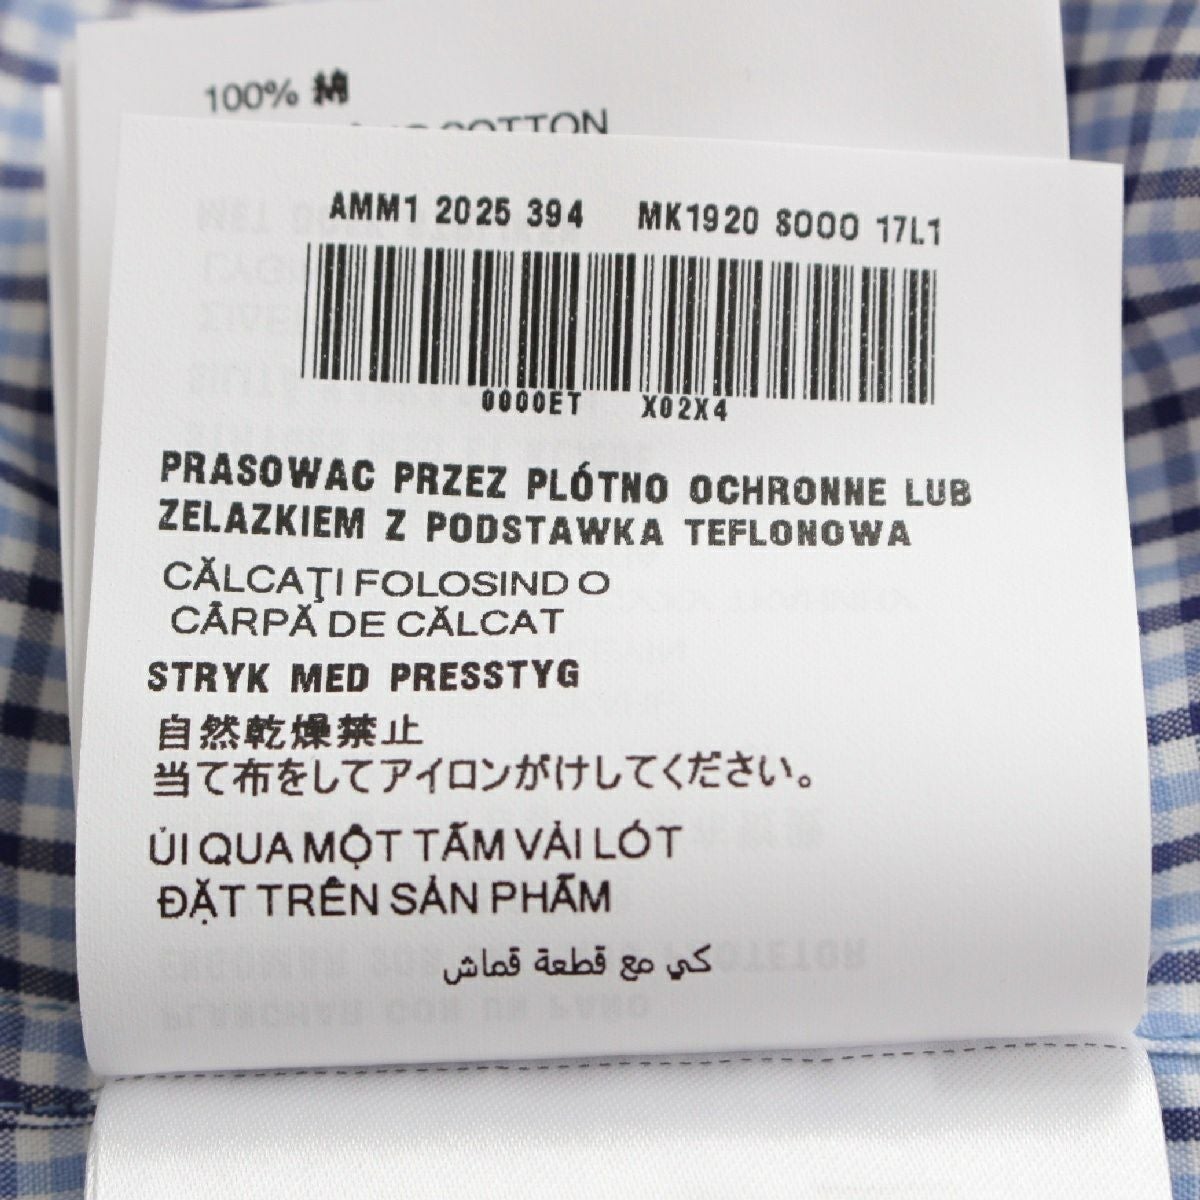 100% 綿
COTTON
AMM1 2025 394 MK1920 S000 17L1
0000ET X02X4
PRASOWAC PRZEZ PLÓTNO OCHRONNE LUB
ZELAZKIEM Z PODSTAWKA TEFLONOWA
CĂLCAŢI FOLOSIND O
CÂRPĂ DE CĂLCAT
STRYK MED PRESSTYG
自然乾燥禁止
当て布をしてアイロンがけしてください。
ỦI QUA MỘT TẤM VẢI LÓT
ĐẶT TRÊN SẢN PHẨM
كي مع قطعة قماش